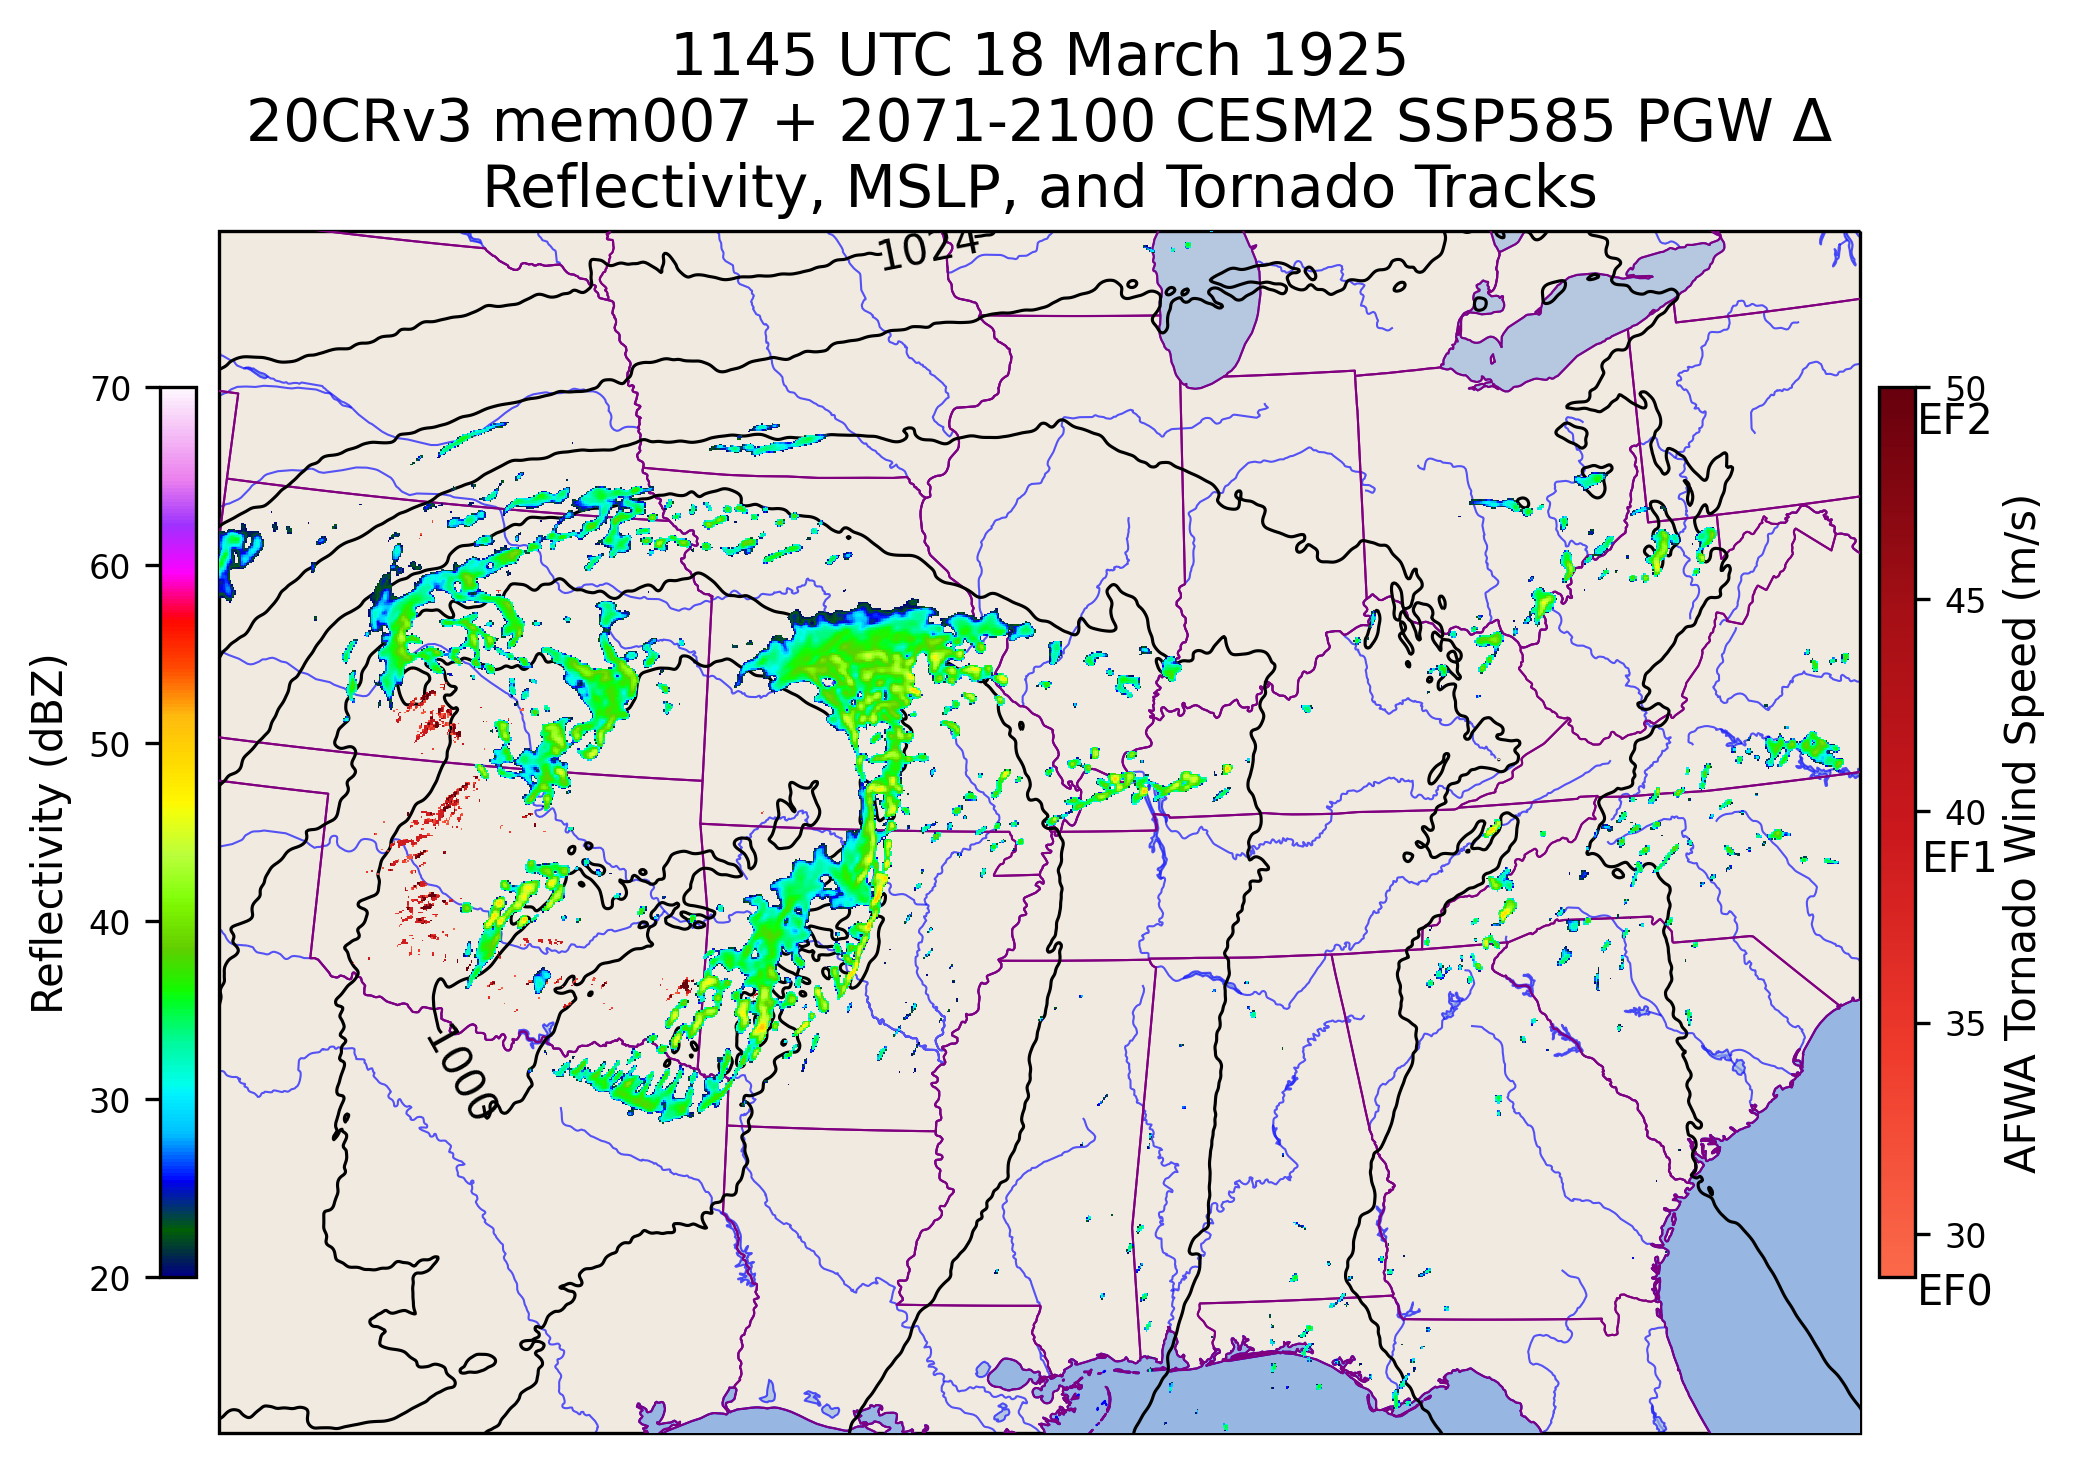 1145 UTC 18 March 1925
20CRv3 mem007 + 2071-2100 CESM2 SSP585 PGW Δ
Reflectivity, MSLP, and Tornado Tracks
1024
1000
70
60
50
40
30
20
Reflectivity (dBZ)
50
EF2
45
40
EF1
35
30
EF0
AFWA Tornado Wind Speed (m/s)